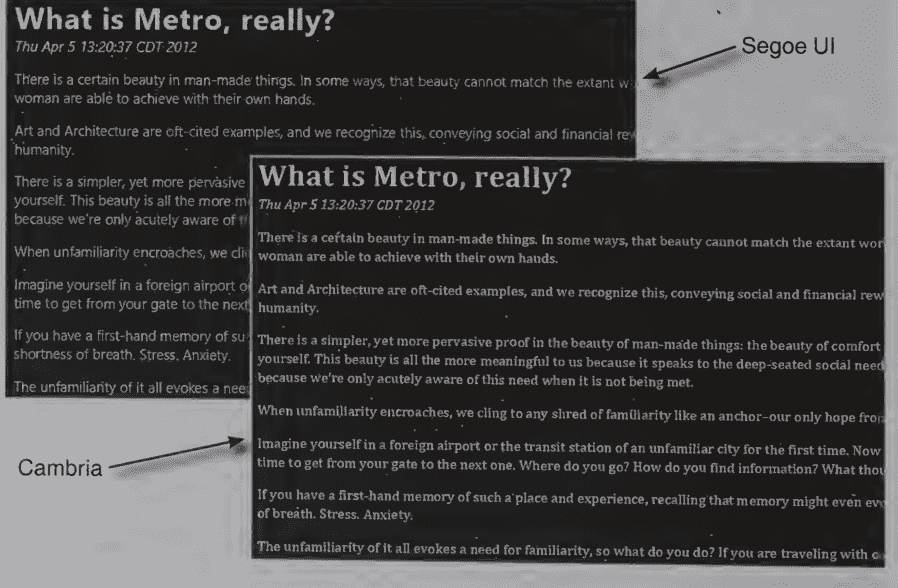 What is Metro, really?
Thu Apr 5 13:20:37 CDT 2012
There is a certain beauty in man-made things. In some ways, that beauty cannot match the extant
woman are able to achieve with their own hands.
Art and Architecture are oft-cited examples, and we recognize this, conveying social and financial
humanity.
There is a simpler, yet more pervasive
yourself. This beauty is all the more
because we're only acutely aware of
When unfamiliarity encroaches, we
Imagine yourself in a foreign airport
time to get from your gate to the next
If you have a first-hand memory of
shortness of breath. Stress. Anxiety.
The unfamiliarity of it all evokes a
Segoe UI
What is Metro, really?
Thu Apr 5 13:20:37 CDT 2012
There is a certain beauty in man-made things. In some ways, that beauty cannot match the extant
woman are able to achieve with their own hands.
Art and Architecture are oft-cited examples, and we recognize this, conveying social and financial
humanity.
There is a simpler, yet more pervasive proof in the beauty of man-made things: the beauty of comfort
yourself. This beauty is all the more meaningful to us because it speaks to the deep-seated social need
because we're only acutely aware of this need when it is not being met.
When unfamiliarity encroaches, we cling to any shred of familiarity like an anchor–our only hope
Imagine yourself in a foreign airport or the transit station of an unfamiliar city for the first time. Now
time to get from your gate to the next one. Where do you go? How do you find information? What
If you have a first-hand memory of such a place and experience, recalling that memory might even
of breath. Stress. Anxiety.
The unfamiliarity of it all evokes a need for familiarity, so what do you do? If you are traveling with
Cambria